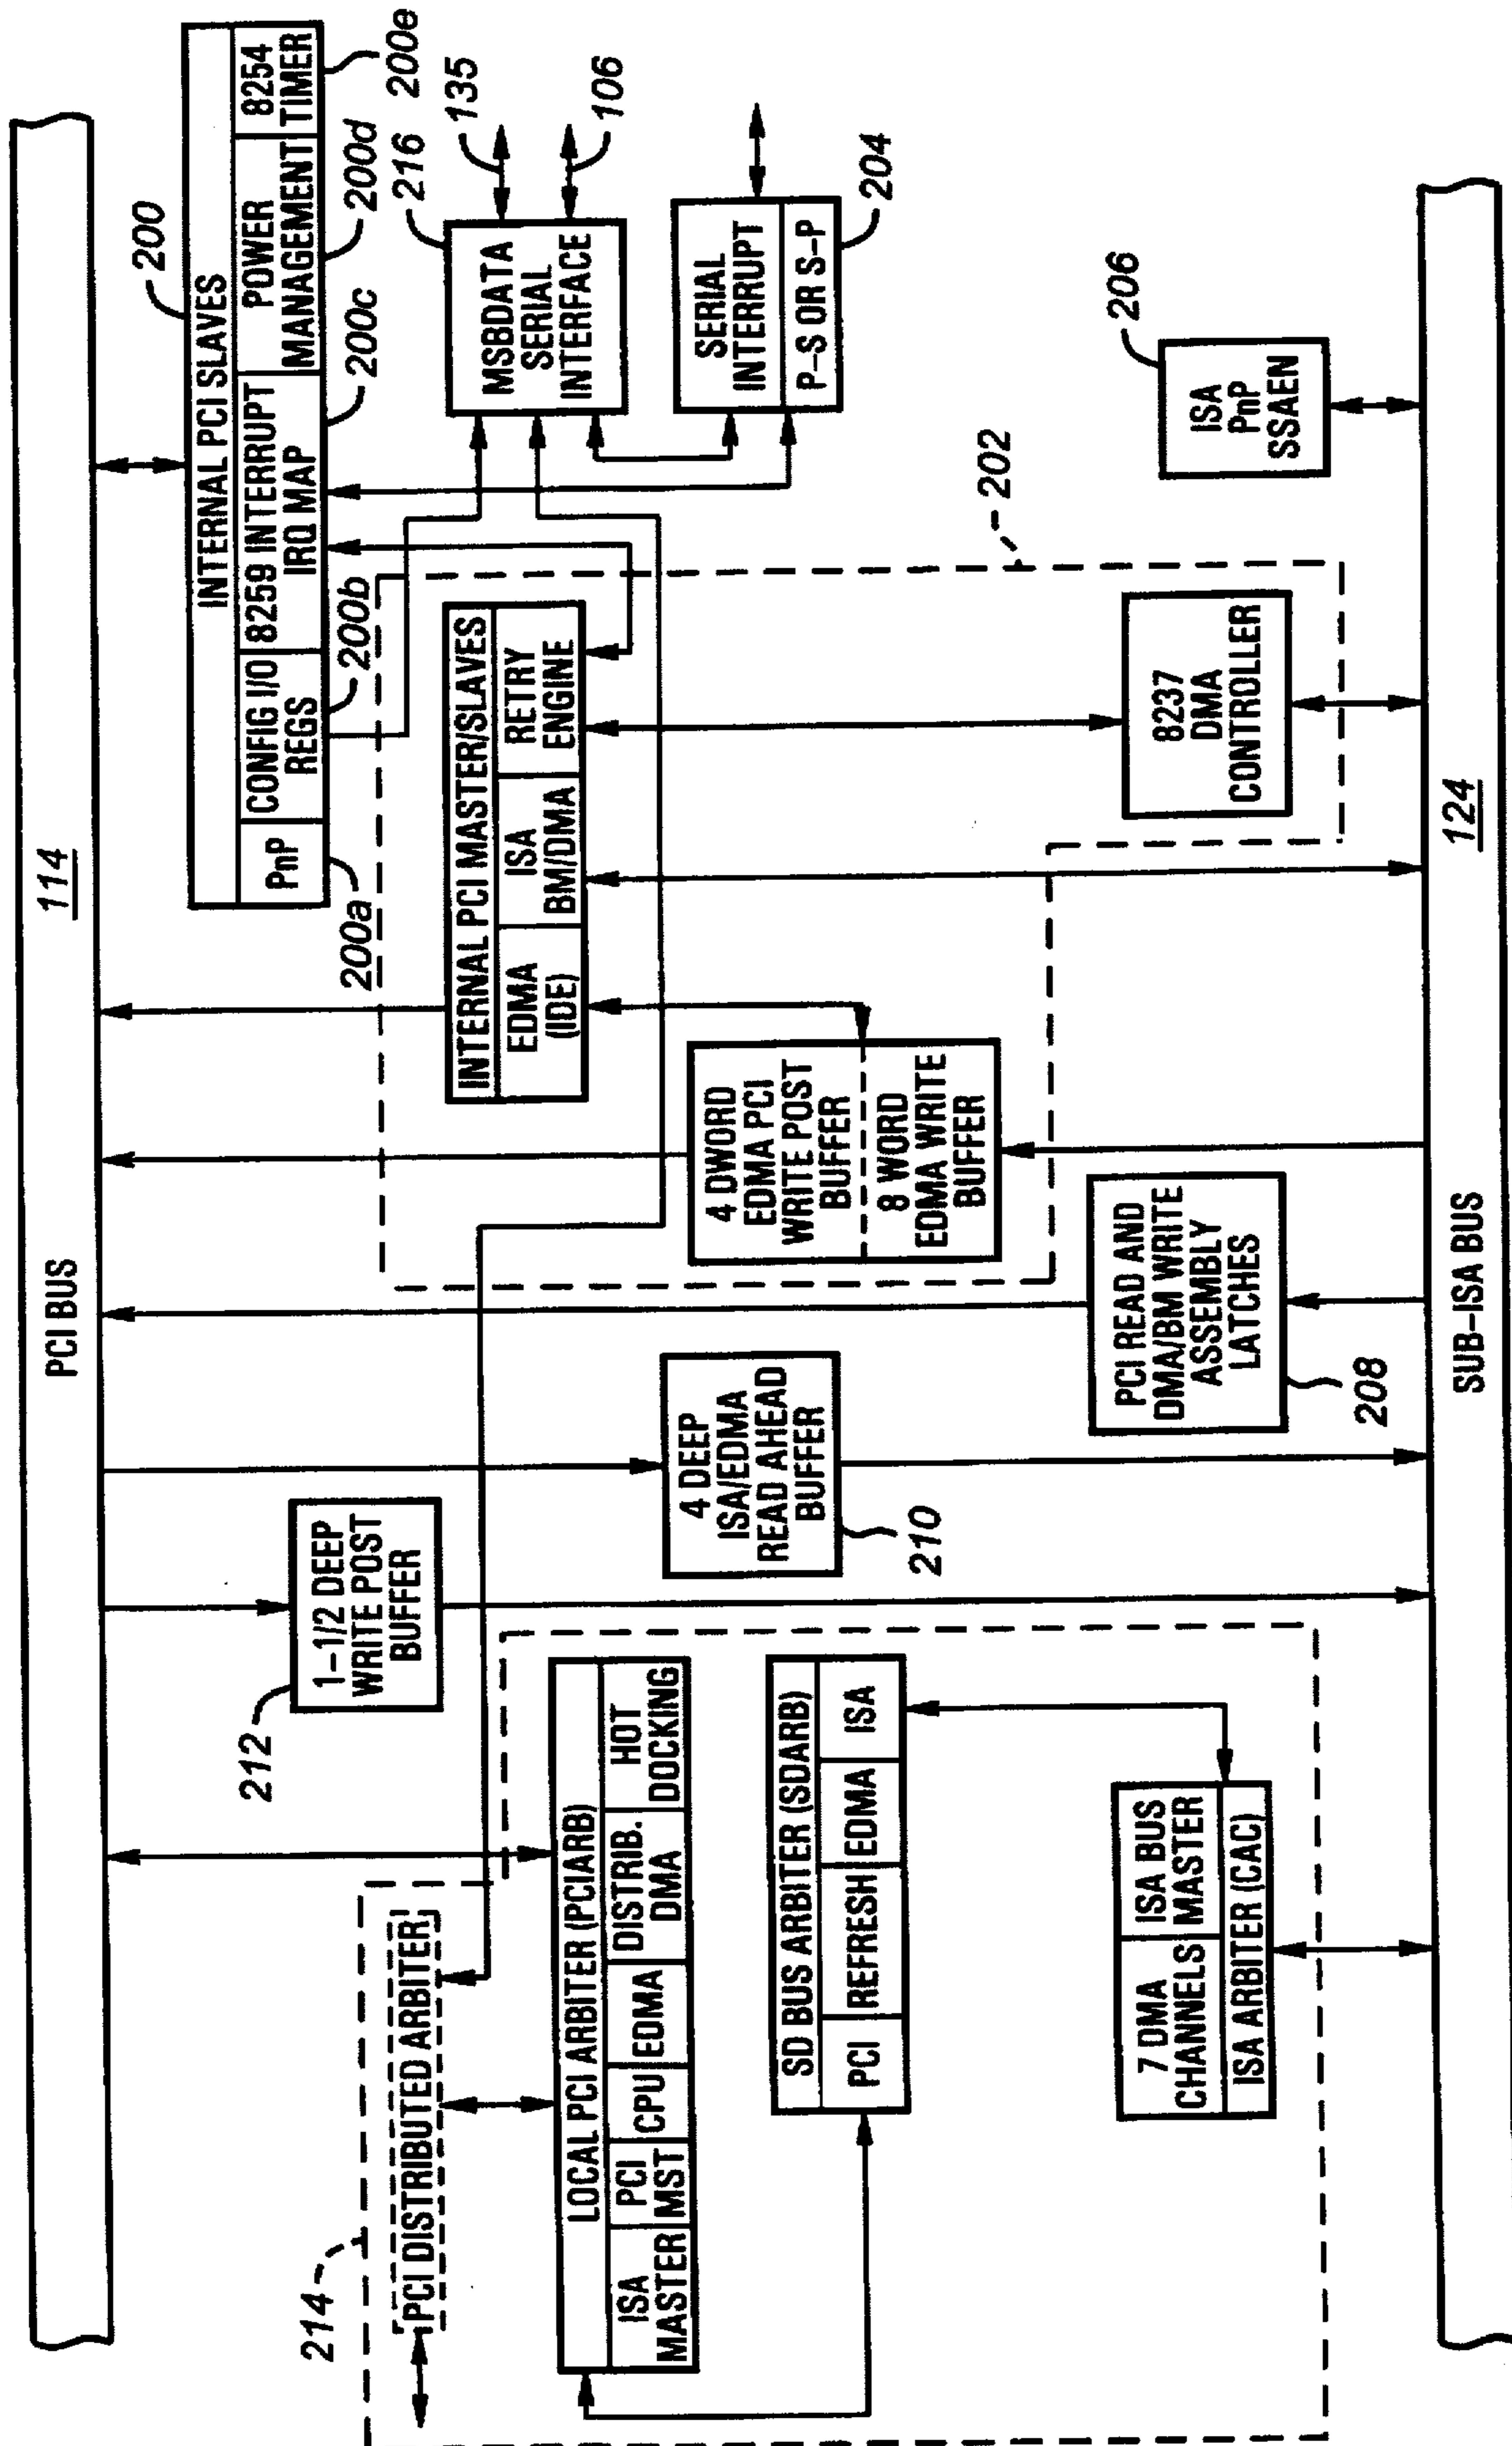 PCI BUS
114
214
PCI DISTRIBUTED ARBITER
LOCAL PCI ARBITER (PCIARB)
ISA
MASTER
PCI
MST
CPU
EDMA
DISTRIB.
DMA
HOT
DOCKING
SD BUS ARBITER (SDARB)
PCI
REFRESH
EDMA
ISA
7 DMA
CHANNELS
ISA BUS
MASTER
ISA ARBITER (CAC)
212
1-1/2 DEEP
WRITE POST
BUFFER
4 DEEP
ISA/EDMA
READ AHEAD
BUFFER
210
PCI READ AND
DMA/BM WRITE
ASSEMBLY
LATCHES
208
4 DWORD
EDMA PCI
WRITE POST
BUFFER
8 WORD
EDMA WRITE
BUFFER
INTERNAL PCI MASTER/SLAVES
EDMA
(IDE)
ISA
BM/DMA
RETRY
ENGINE
8237
DMA
CONTROLLER
202
200
INTERNAL PCI SLAVES
PnP
CONFIG I/O
REGS
8259 INTERRUPT
IRQ MAP
POWER
MANAGEMENT
8254
TIMER
200a
200b
200c
200d
200e
216
MSBDATA
SERIAL
INTERFACE
135
106
SERIAL
INTERRUPT
P-S OR S-P
204
206
ISA
PnP
SSAEN
SUB-ISA BUS
124